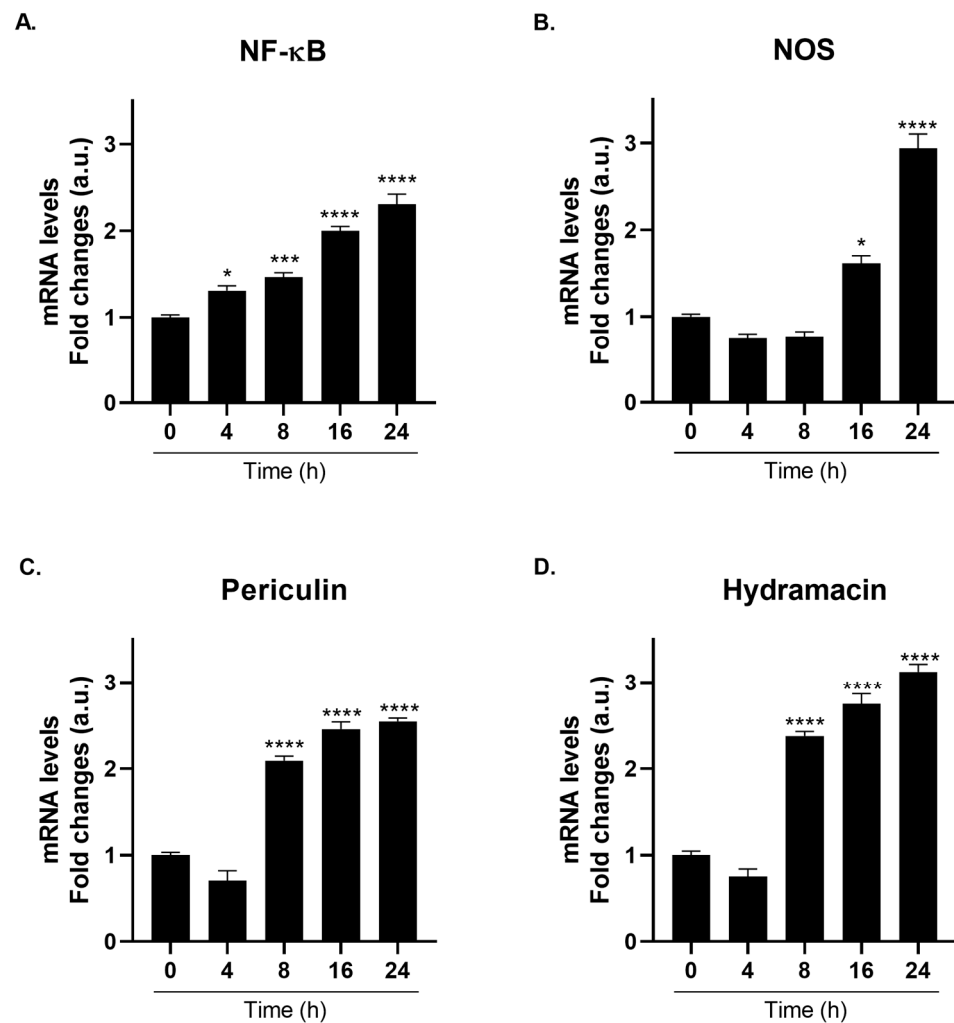 A.
NF-κB
mRNA levels
Fold changes (a.u.)
3
2
1
0
*
***
****
****
0 4 8 16 24
Time (h)
B.
NOS
mRNA levels
Fold changes (a.u.)
3
2
1
0
*
****
0 4 8 16 24
Time (h)
C.
Periculin
mRNA levels
Fold changes (a.u.)
3
2
1
0
****
****
****
0 4 8 16 24
Time (h)
D.
Hydramacin
mRNA levels
Fold changes (a.u.)
3
2
1
0
****
****
****
0 4 8 16 24
Time (h)